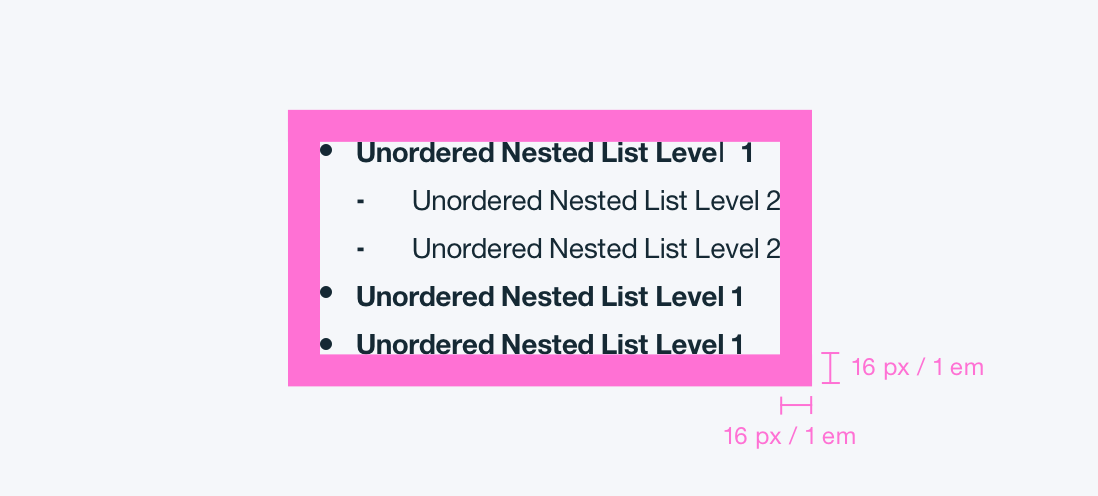 • Unordered Nested List Level 1
- Unordered Nested List Level 2
- Unordered Nested List Level 2
• Unordered Nested List Level 1
• Unordered Nested List Level 1
16 px / 1 em
16 px / 1 em